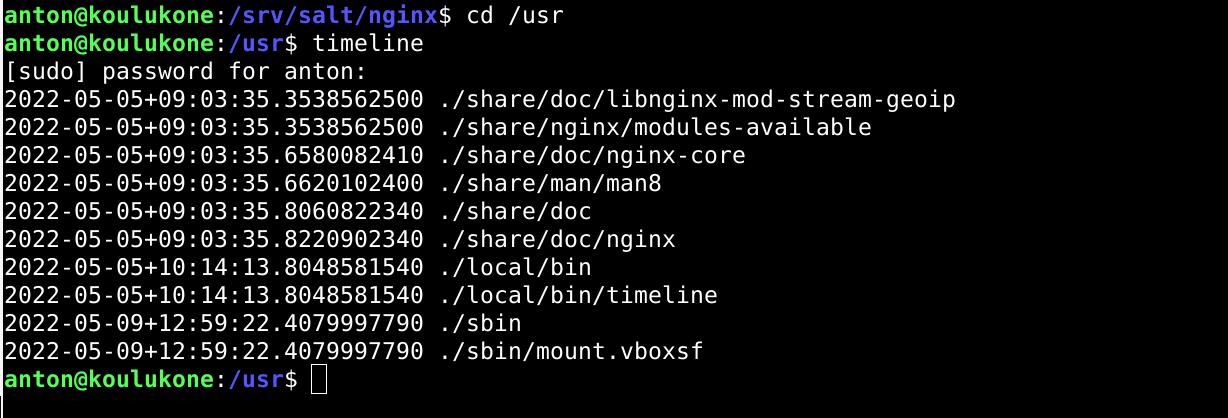 anton@koulukone:/srv/salt/nginx$ cd /usr
anton@koulukone:/usr$ timeline
[sudo] password for anton:
2022-05-05+09:03:35.3538562500 ./share/doc/libnginx-mod-stream-geoip
2022-05-05+09:03:35.3538562500 ./share/nginx/modules-available
2022-05-05+09:03:35.6580082410 ./share/doc/nginx-core
2022-05-05+09:03:35.6620102400 ./share/man/man8
2022-05-05+09:03:35.8060822340 ./share/doc
2022-05-05+09:03:35.8220902340 ./share/doc/nginx
2022-05-05+10:14:13.8048581540 ./local/bin
2022-05-05+10:14:13.8048581540 ./local/bin/timeline
2022-05-09+12:59:22.4079997790 ./sbin
2022-05-09+12:59:22.4079997790 ./sbin/mount.vboxsf
anton@koulukone:/usr$